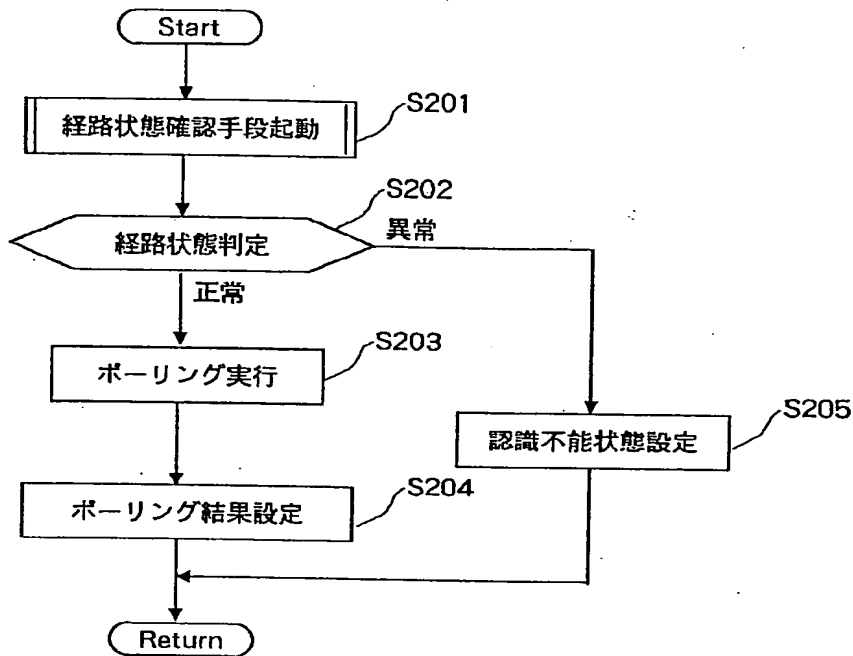 Start
経路状態確認手段起動
S201
経路状態判定
S202
異常
正常
ポーリング実行
S203
認識不能状態設定
S205
ポーリング結果設定
S204
Return